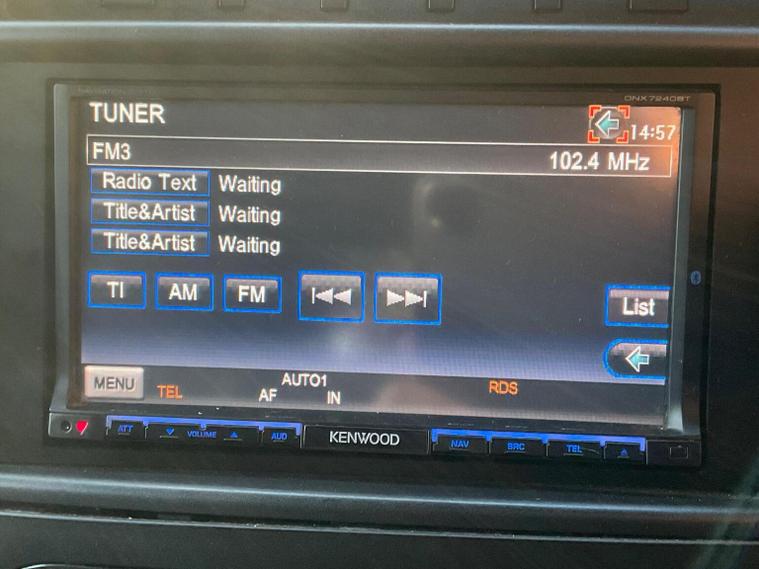 DNX7240BT
TUNER
14:57
FM3 102.4 MHz
Radio Text Waiting
Title&Artist Waiting
Title&Artist Waiting
TI AM FM
List
MENU TEL AUTO1 RDS
AF IN
ATT VOLUME AUD KENWOOD NAV SRC TEL